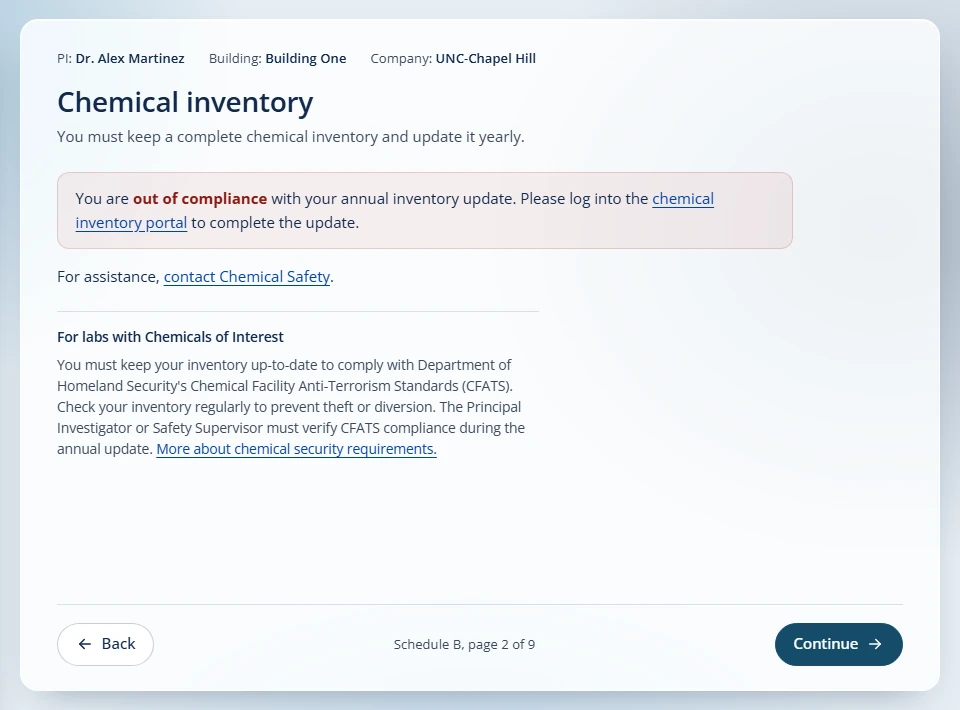 PI: Dr. Alex Martinez Building: Building One Company: UNC-Chapel Hill
Chemical inventory
You must keep a complete chemical inventory and update it yearly.
You are out of compliance with your annual inventory update. Please log into the chemical
inventory portal to complete the update.
For assistance, contact Chemical Safety.
For labs with Chemicals of Interest
You must keep your inventory up-to-date to comply with Department of
Homeland Security's Chemical Facility Anti-Terrorism Standards (CFATS).
Check your inventory regularly to prevent theft or diversion. The Principal
Investigator or Safety Supervisor must verify CFATS compliance during the
annual update. More about chemical security requirements.
← Back Schedule B, page 2 of 9 Continue →